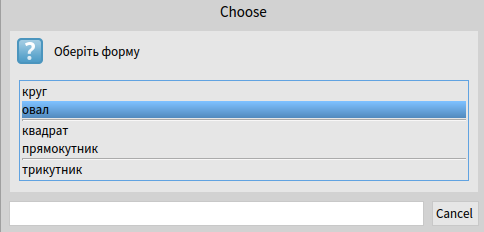 Choose
Оберіть форму
круг
овал
квадрат
прямокутник
трикутник
Cancel